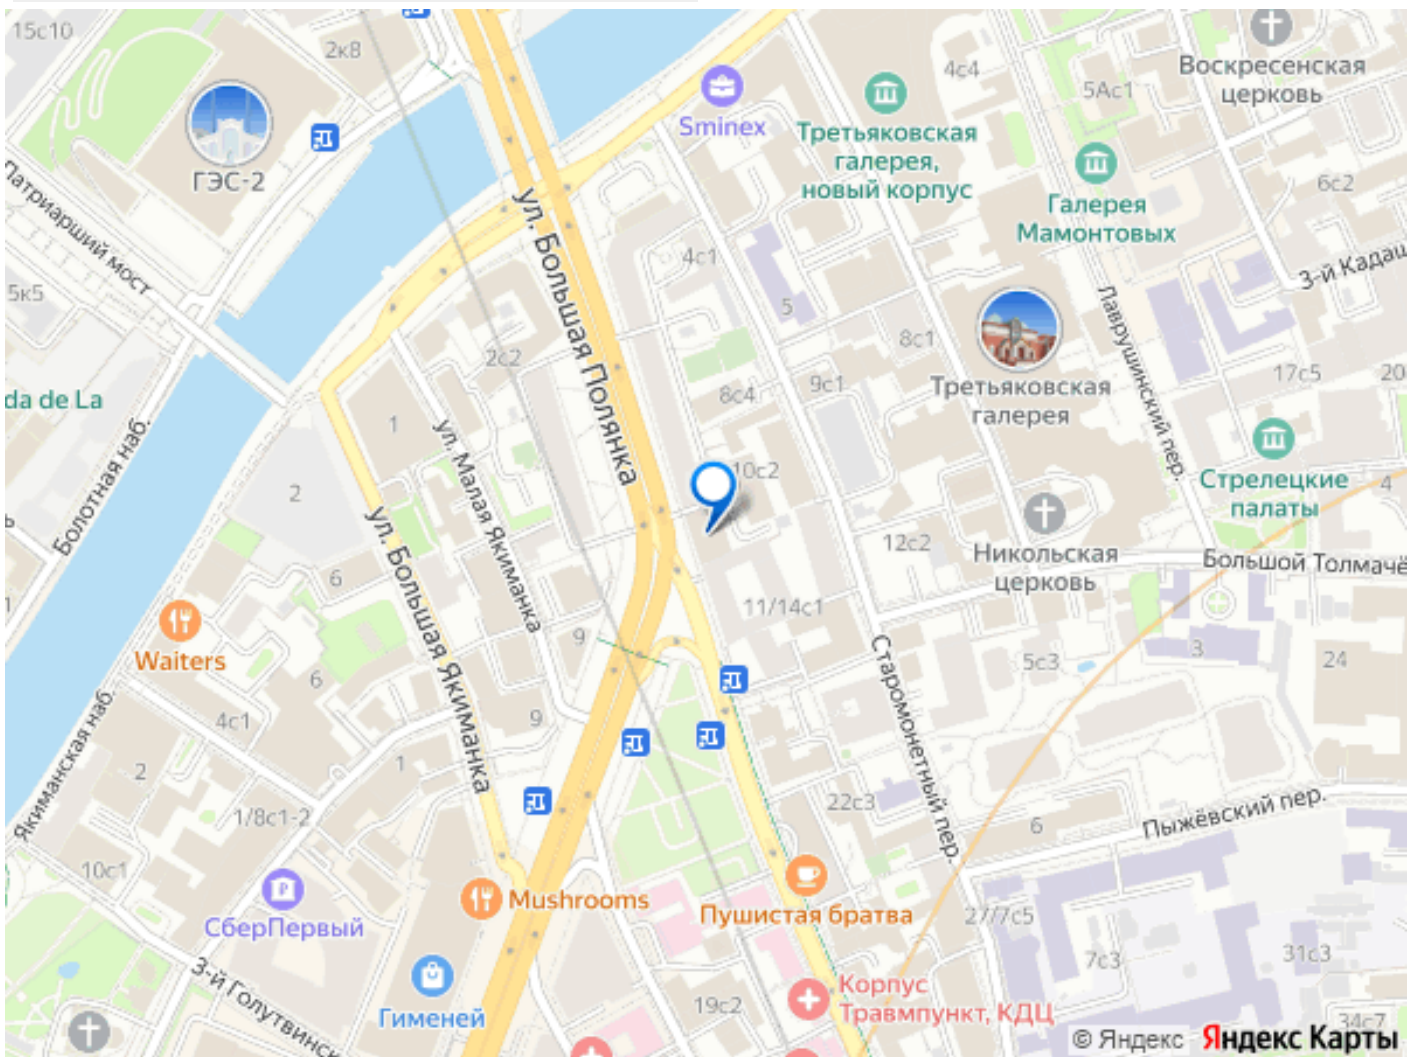 15с10
2к8
ГЭС-2
Патриарший мост
5к5
da de La
Болотная наб.
Sminex
4с4
Третьяковская
галерея,
новый корпус
5Ас1
Воскресенская
церковь
Галерея
Мамонтовых
6с2
3-й Кадаш
ул. Большая Полянка
4с1
5
2с2
8с4
9с1
8с1
Третьяковская
галерея
Лаврушинский пер.
17с5
20
1
ул. Малая Якиманка
2
10с2
Стрелецкие
палаты
4
ул. Большая Якиманка
6
12с2
Никольская
церковь
Большой Толмачё
1
Waiters
9
11/14с1
Старомонетный пер.
5с3
3
24
6
4с1
9
Якиманская наб.
2
1
1/8с1-2
22с3
6
Пыжёвский пер.
10с1
СберПервый
Mushrooms
Пушистая братва
27/7с5
7с3
31с3
3-й Голутвинск
Гименей
19с2
Корпус
Травмпункт, КДЦ
34с7
© Яндекс Яндекс Карты